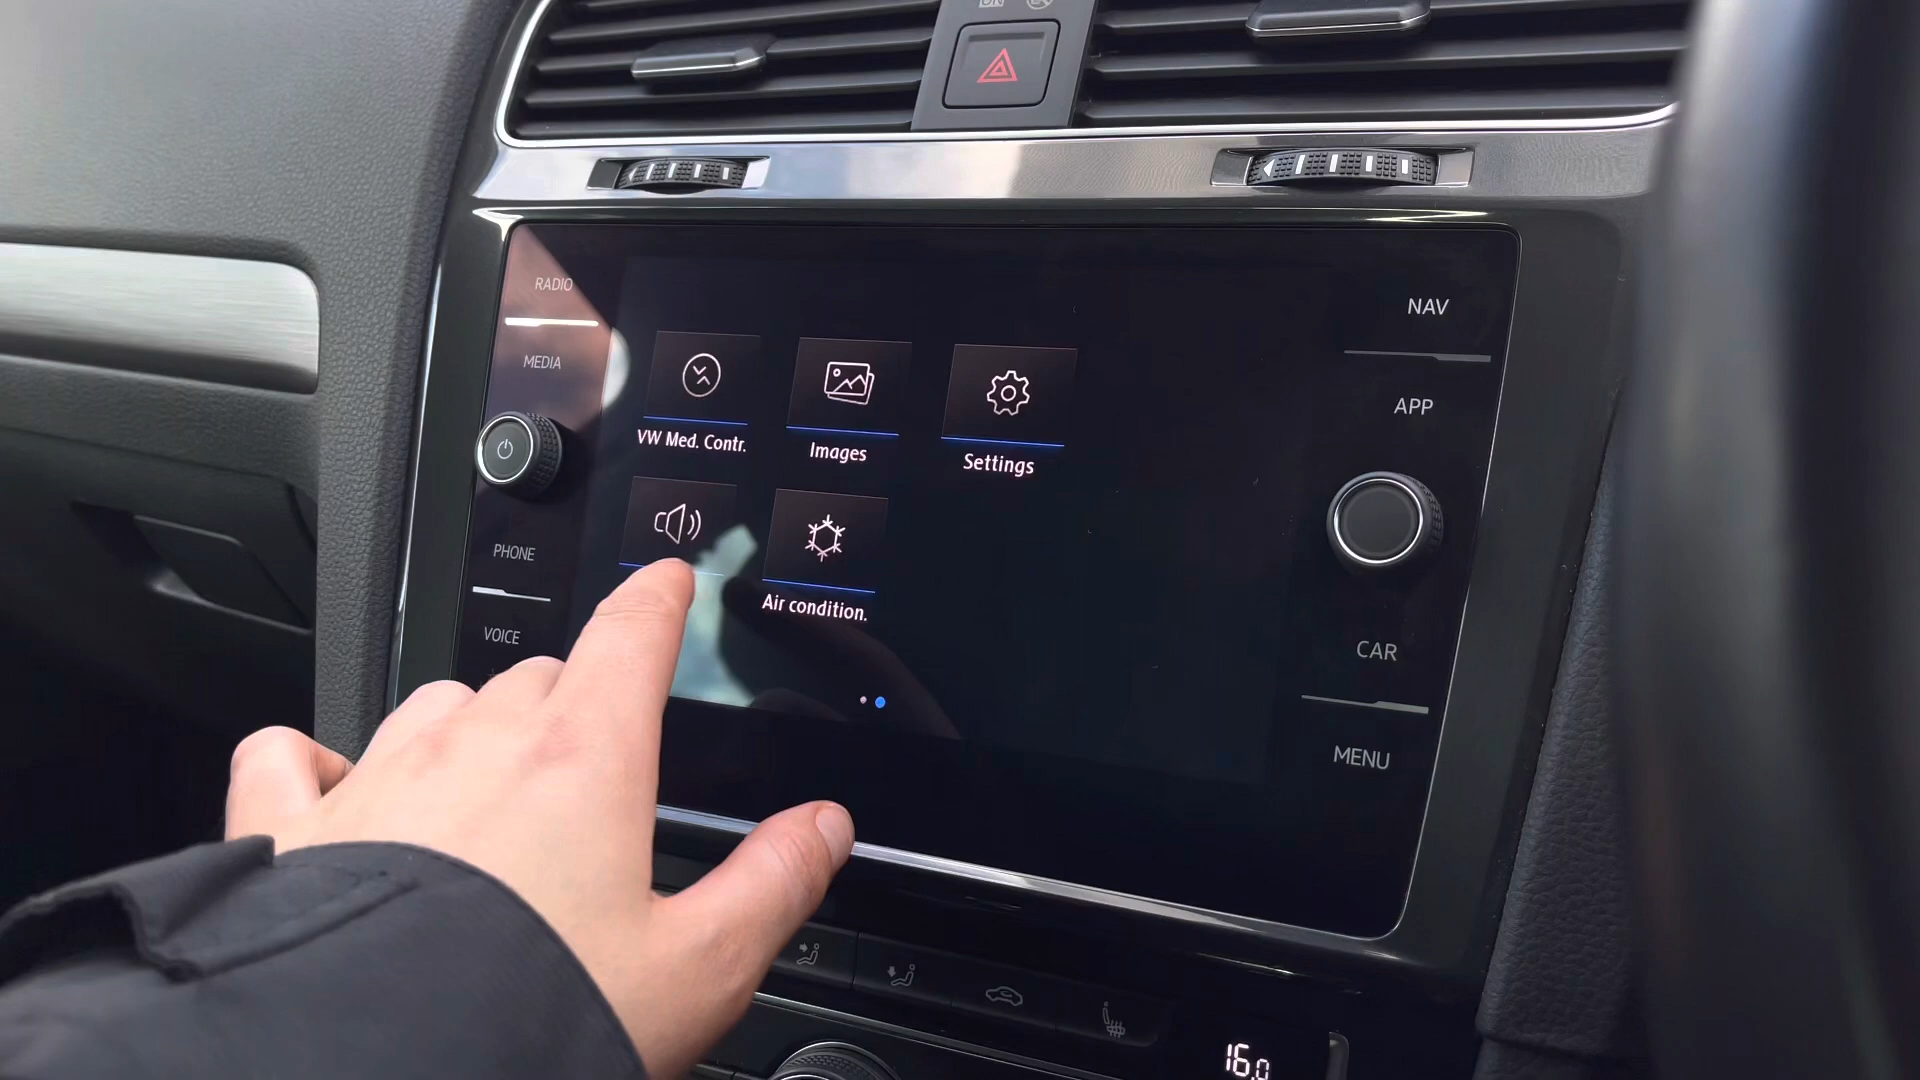 RADIO
MEDIA
PHONE
VOICE
VW Med. Contr.
Images
Settings
Air condition.
NAV
APP
CAR
MENU
16.0